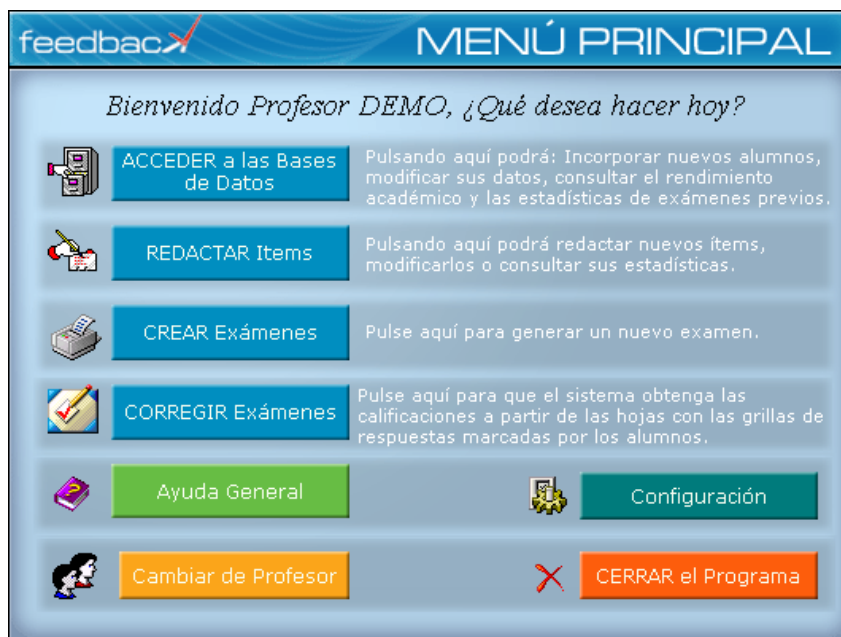 feedback
MENÚ PRINCIPAL
Bienvenido Profesor DEMO, ¿Qué desea hacer hoy?
ACCEDER a las Bases
de Datos
Pulsando aquí podrá: Incorporar nuevos alumnos,
modificar sus datos, consultar el rendimiento
académico y las estadísticas de exámenes previos.
REDACTAR Items
Pulsando aquí podrá redactar nuevos ítems,
modificarlos o consultar sus estadísticas.
CREAR Exámenes
Pulse aquí para generar un nuevo examen.
CORREGIR Exámenes
Pulse aquí para que el sistema obtenga las
calificaciones a partir de las hojas con las grillas de
respuestas marcadas por los alumnos.
Ayuda General
Configuración
Cambiar de Profesor
CERRAR el Programa